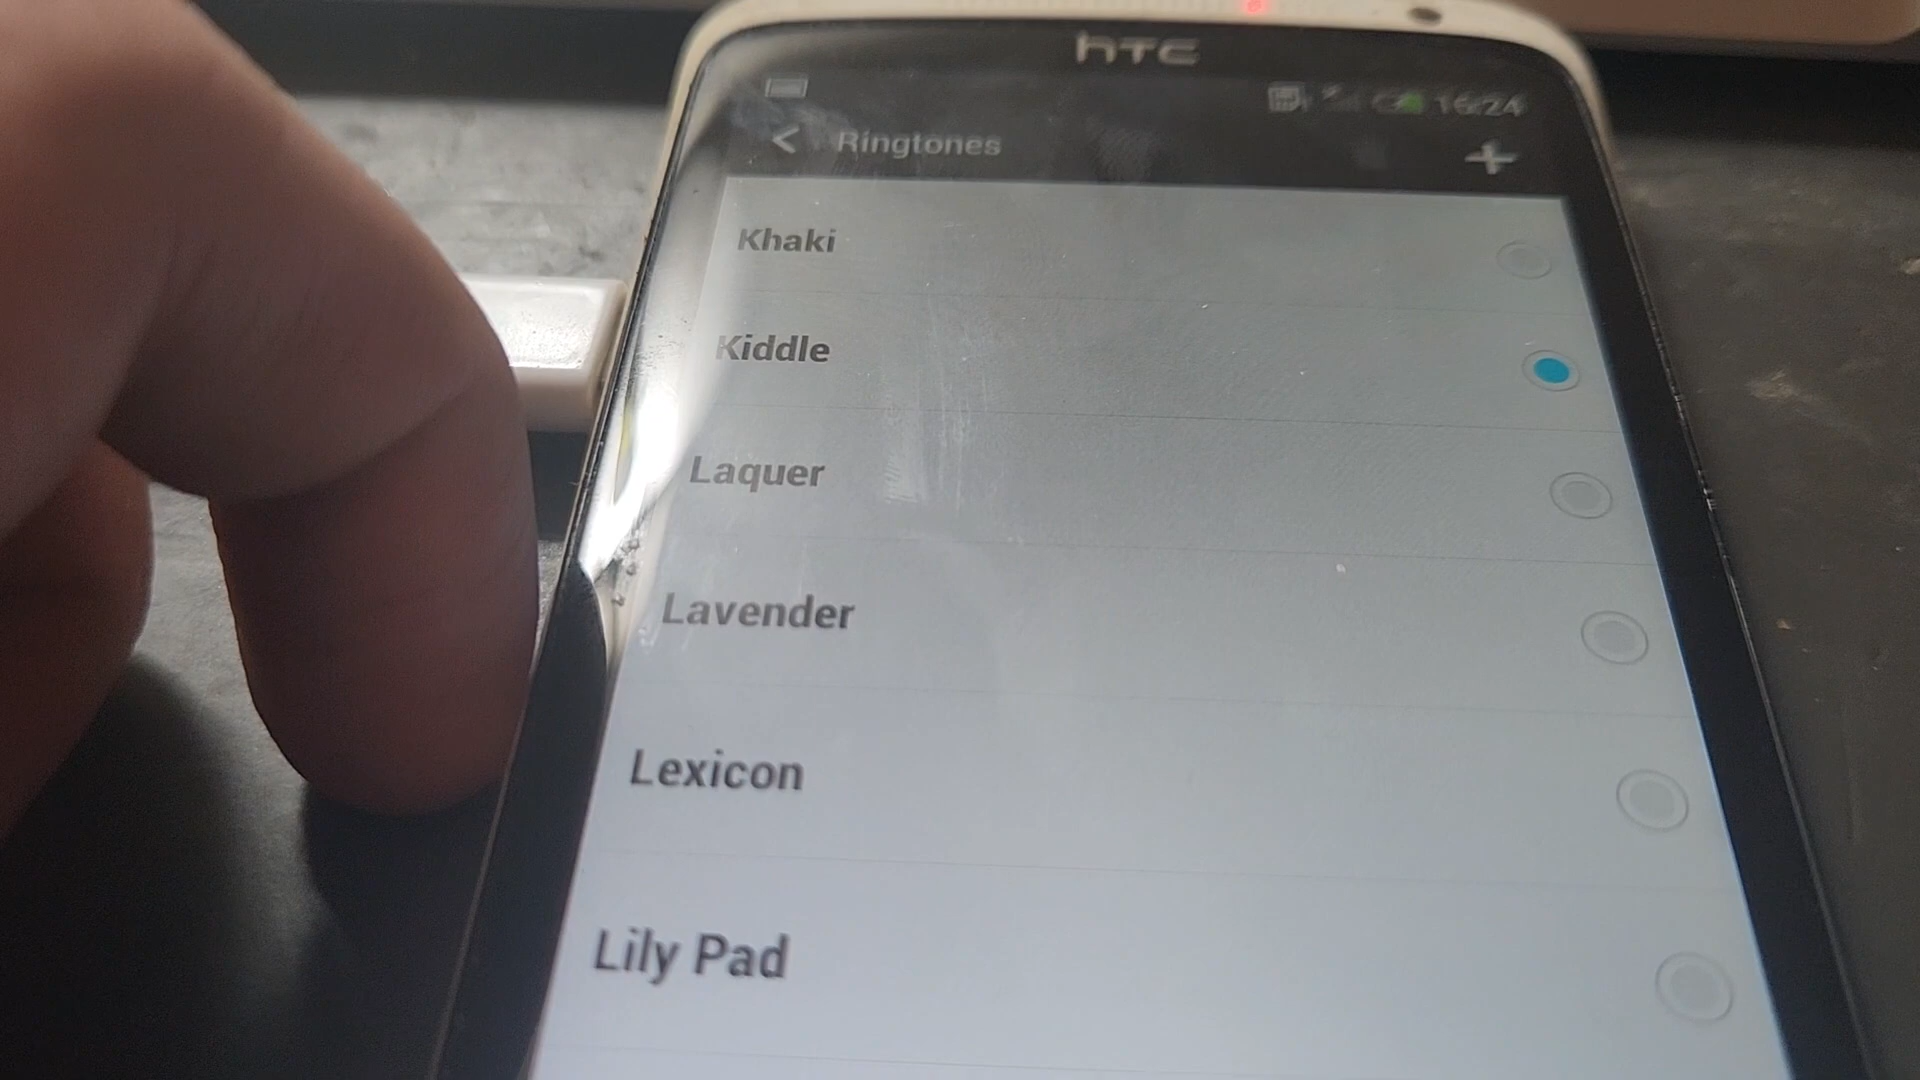 hTC
16:24
Ringtones
Khaki
Kiddle
Laquer
Lavender
Lexicon
Lily Pad